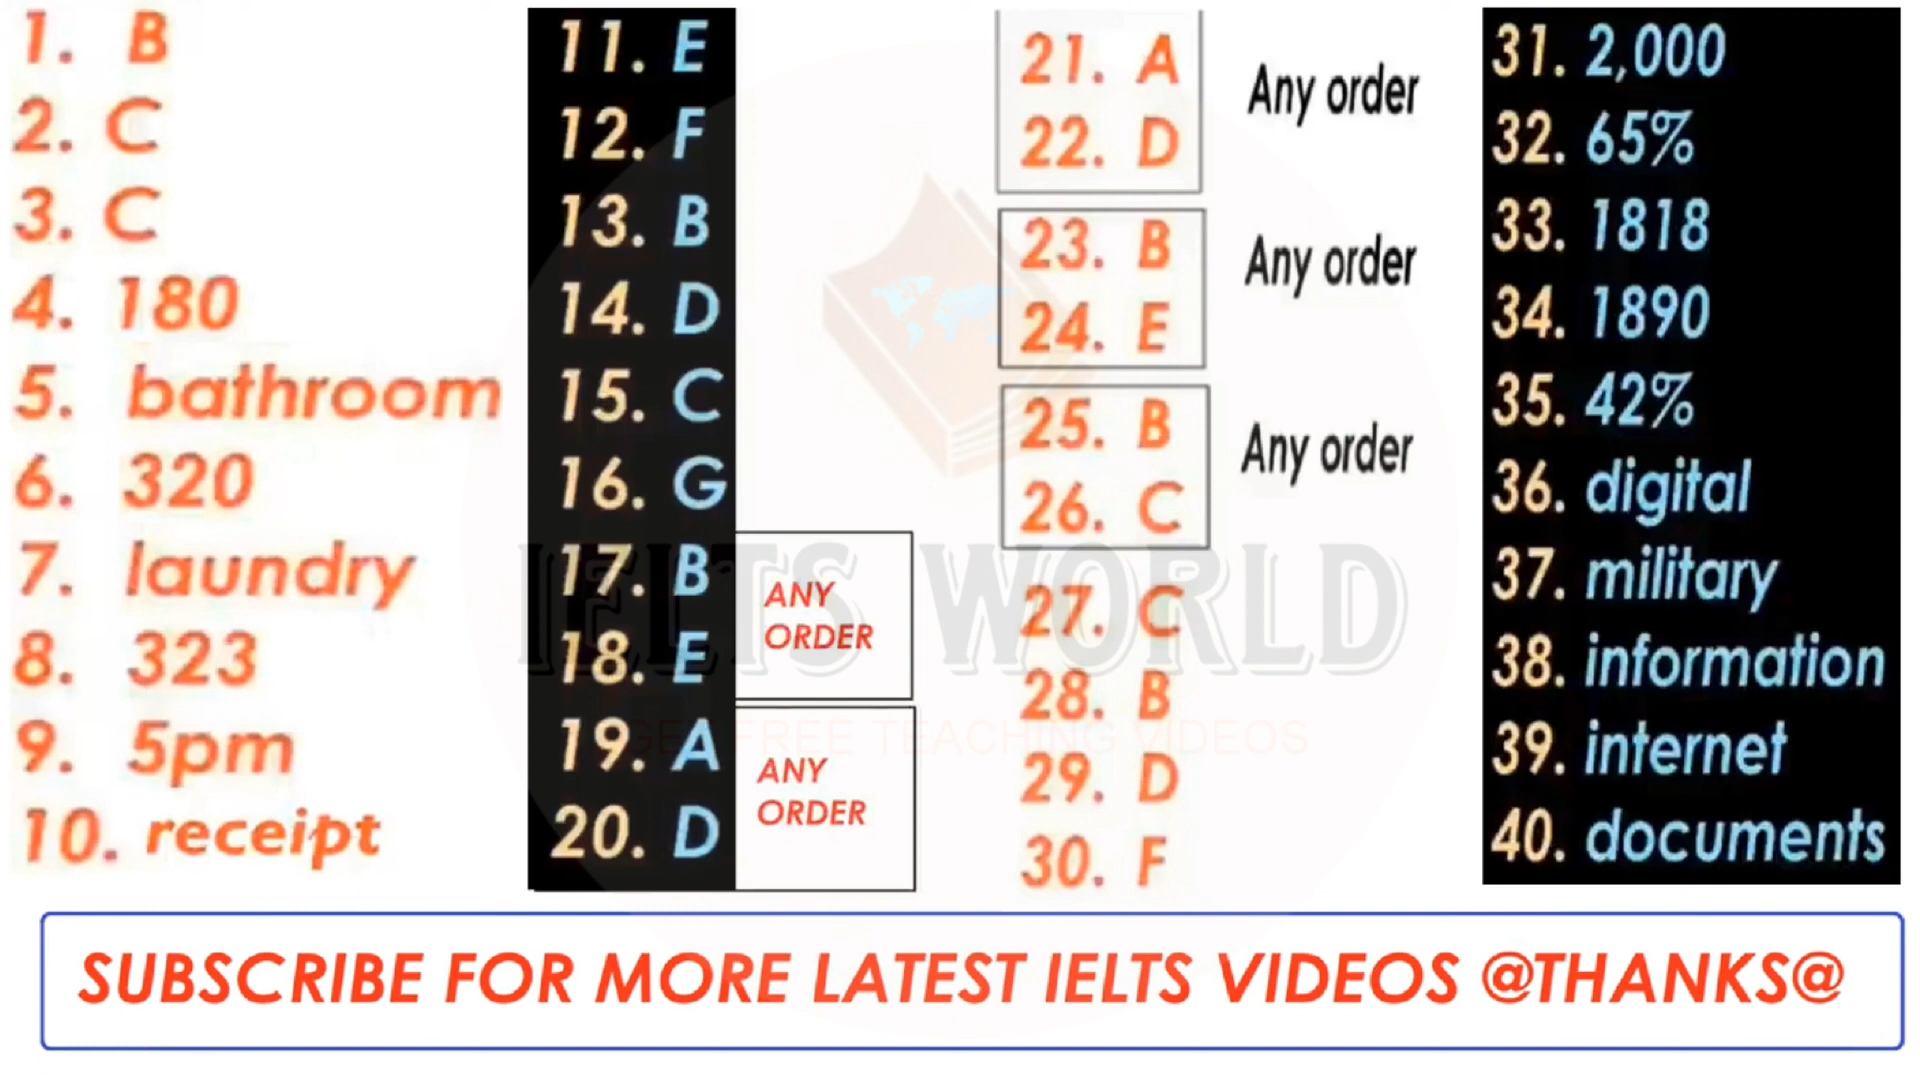 1. B
2. C
3. C
4. 180
5. bathroom
6. 320
7. laundry
8. 323
9. 5pm
10. receipt
11. E
12. F
13. B
14. D
15. C
16. G
17. B
18. E
ANY
ORDER
19. A
20. D
ANY
ORDER
21. A
22. D
Any order
23. B
24. E
Any order
25. B
26. C
Any order
27. C
28. B
29. D
30. F
31. 2,000
32. 65%
33. 1818
34. 1890
35. 42%
36. digital
37. military
38. information
39. internet
40. documents
IELTS WORLD
GET FREE TEACHING VIDEOS
SUBSCRIBE FOR MORE LATEST IELTS VIDEOS @THANKS@